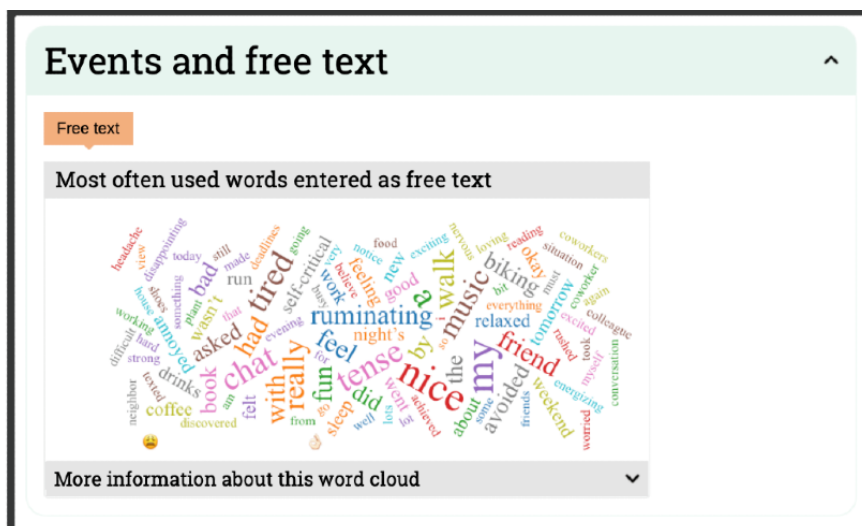 Events and free text
Free text
Most often used words entered as free text
headache
view
disappointing
today
still
made
deadlines
going
self-critical
very
notice
food
new
exciting
nervous
loving
reading
situation
coworkers
shoes
something
plant
bad
run
tired
busy
work
believe
feeling
good
a
walk
biking
okay
must
coworker
again
house
wasn't
that
hit
everything
tomorrow
colleague
working
hard
annoyed
asked
had
evening
ruminating
night's
i
so
music
relaxed
excited
difficult
strong
chat
for
feel
tense
by
the
my
friend
rushed
took
myself
conversation
texted
drinks
book
am
felt
with
really
fun
go
did
went
nice
avoided
weekend
energizing
neighbor
coffee
discovered
from
sleep
well
lots
lot
achieved
about
some
friends
worried
😩
👌
More information about this word cloud